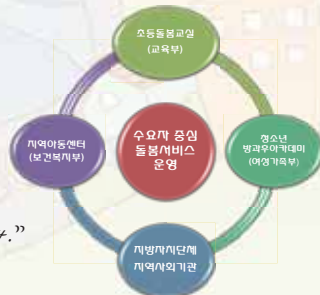 초등돌봄교실
(교육부)
지역아동센터
(보건복지부)
수요자 중심
돌봄서비스
운영
청소년
방과후아카데미
(여성가족부)
지방자치단체
지역사회기관
.”